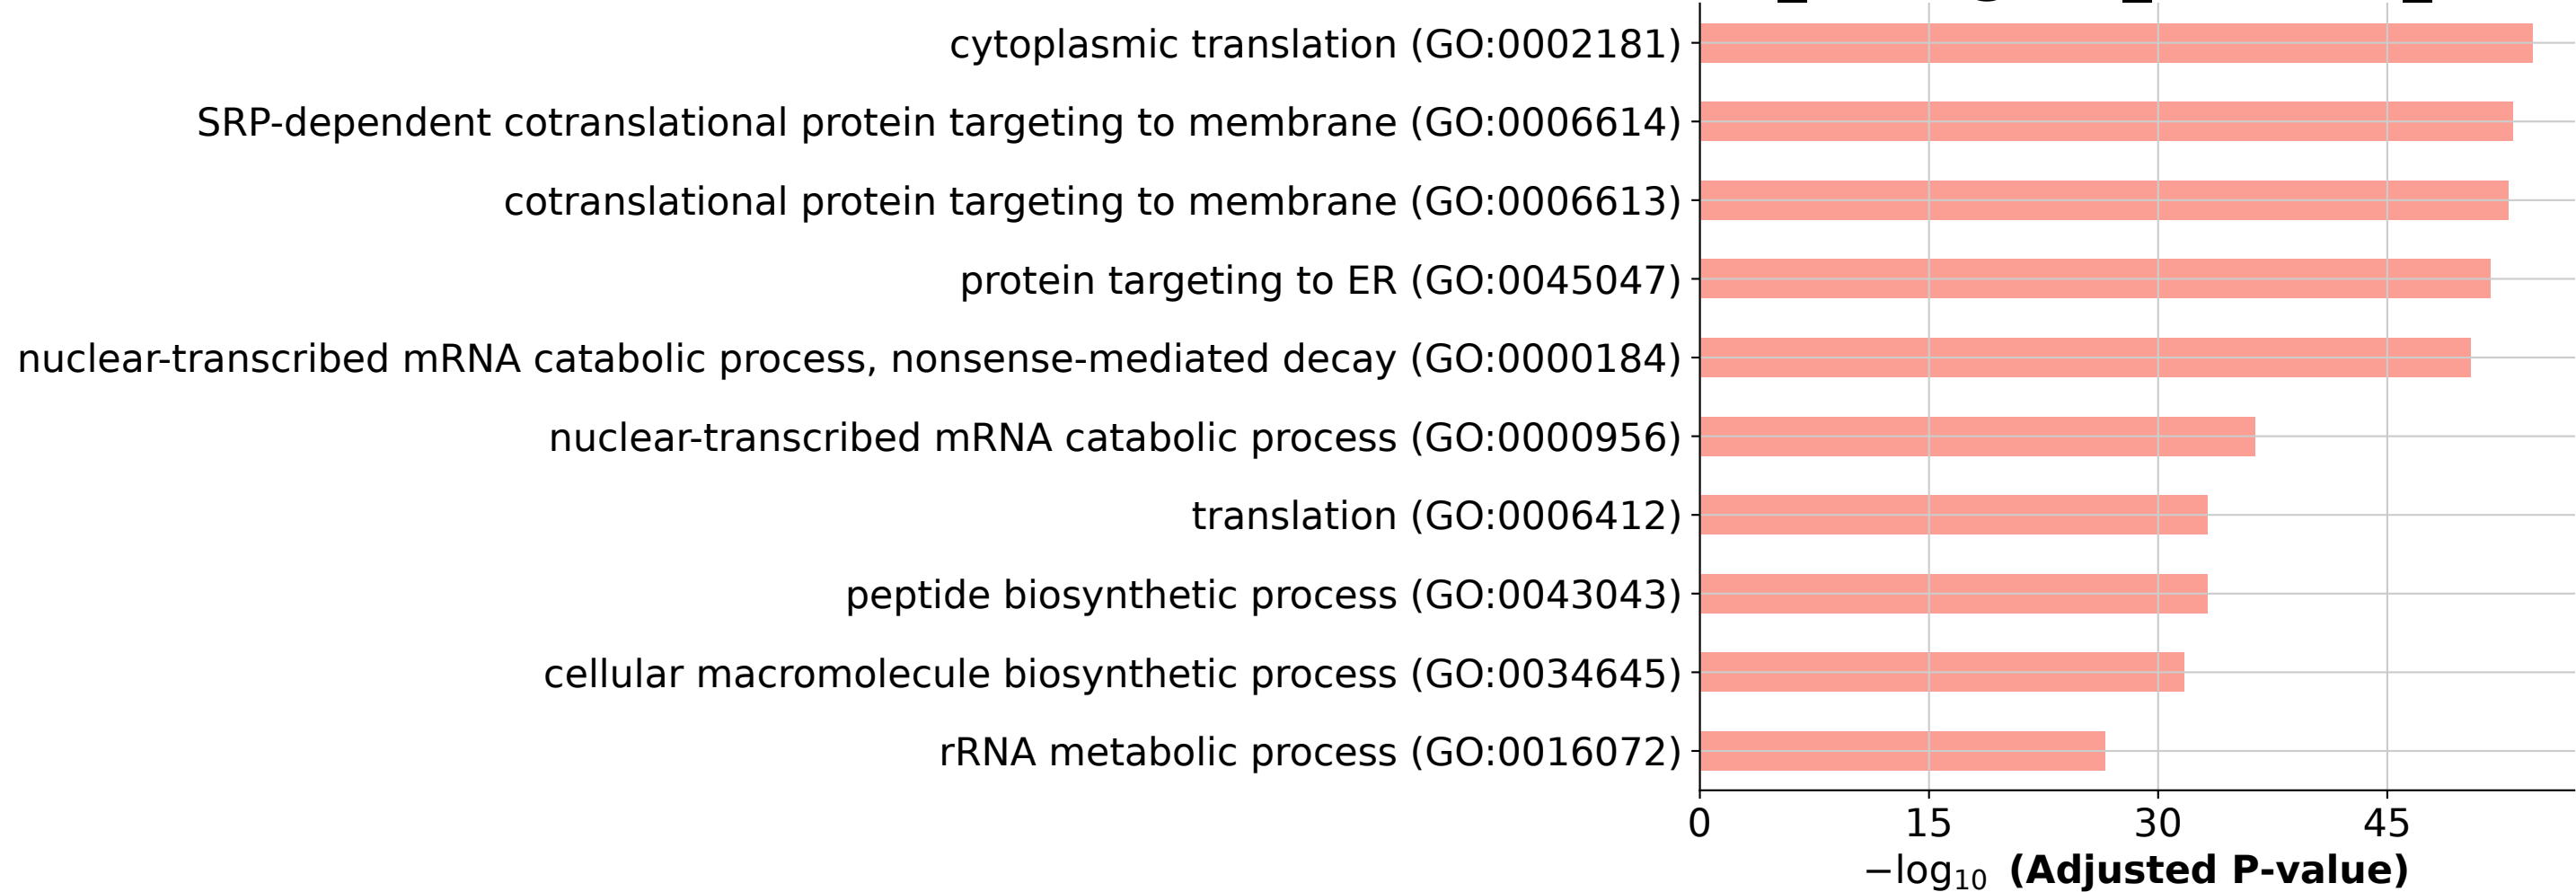 cytoplasmic translation (GO:0002181)
SRP-dependent cotranslational protein targeting to membrane (GO:0006614)
cotranslational protein targeting to membrane (GO:0006613)
protein targeting to ER (GO:0045047)
nuclear-transcribed mRNA catabolic process, nonsense-mediated decay (GO:0000184)
nuclear-transcribed mRNA catabolic process (GO:0000956)
translation (GO:0006412)
peptide biosynthetic process (GO:0043043)
cellular macromolecule biosynthetic process (GO:0034645)
rRNA metabolic process (GO:0016072)
0 15 30 45
−log₁₀ (Adjusted P-value)